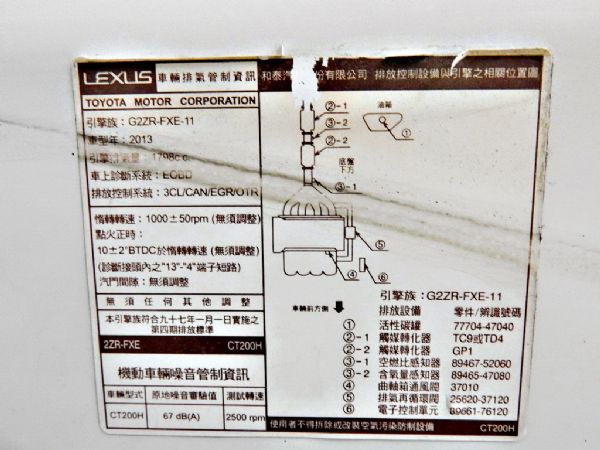 LEXUS 車輛排氣管制資訊
TOYOTA MOTOR CORPORATION
引擎族：G2ZR-FXE-11
車型年：2013
引擎排氣量：1798c.c.
車上診斷系統：EOBD
排放控制系統：3CL/CAN/EGR/OTR
惰轉轉速：1000±50rpm (無須調整)
點火正時：
10±2°BTDC於惰轉轉速 (無須調整)
(診斷接頭內之"13"-"4"端子短路)
汽門間隙：無須調整
無須任何其他調整
本引擎族符合九十七年一月一日實施之
第四期排放標準
2ZR-FXE CT200H
機動車輛噪音管制資訊
車輛型式 原地噪音審驗值 測試轉速
CT200H 67 dB(A) 2500 rpm
和泰汽 份有限公司 排放控制設備與引擎之相關位置圖
②-1 油箱
③-2
②-2 ①
底盤
下方
③-1
⑤
④ ⑥
車輛前方側
引擎族：G2ZR-FXE-11
排放設備 零件/辨識號碼
① 活性碳罐 77704-47040
②-1 觸媒轉化器 TC9或TD4
②-2 觸媒轉化器 GP1
③-1 空燃比感知器 89467-52060
③-2 含氧量感知器 89465-47080
④ 曲軸箱通風閥 37010
⑤ 排氣再循環閥 25620-37120
⑥ 電子控制單元 89661-76120
使用者不得拆除或改裝空氣污染防制設備 CT200H